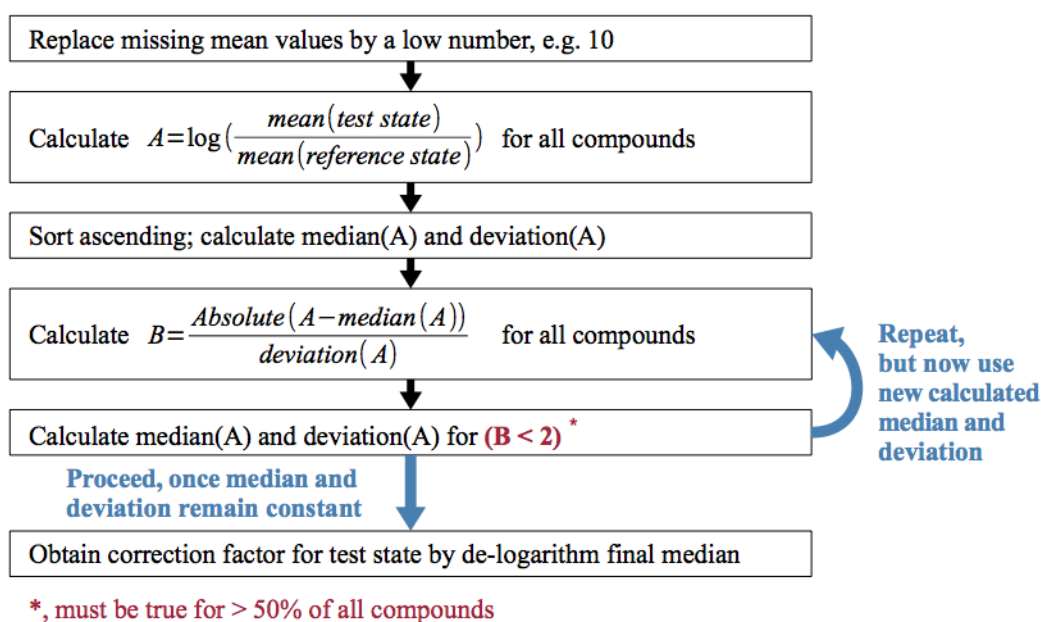 Replace missing mean values by a low number, e.g. 10
Calculate A=log(mean(test state)/mean(reference state)) for all compounds
Sort ascending; calculate median(A) and deviation(A)
Calculate B=Absolute(A−median(A))/deviation(A) for all compounds
Repeat,
but now use
new calculated
median and
deviation
Calculate median(A) and deviation(A) for (B < 2) *
Proceed, once median and
deviation remain constant
Obtain correction factor for test state by de-logarithm final median
*, must be true for > 50% of all compounds